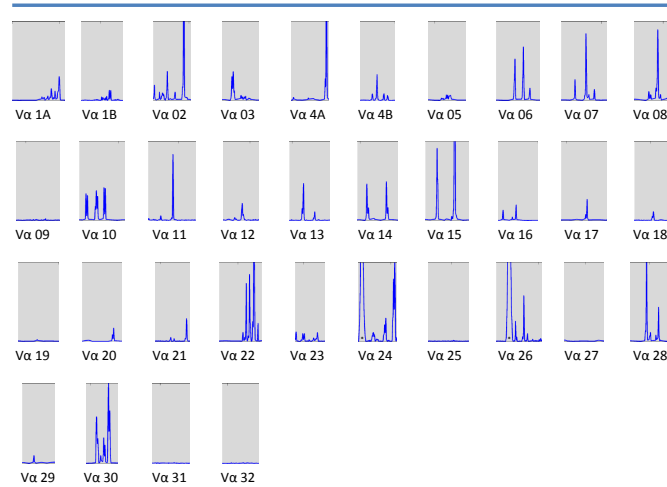 Vα 1A Vα 1B Vα 02 Vα 03 Vα 4A Vα 4B Vα 05 Vα 06 Vα 07 Vα 08
Vα 09 Vα 10 Vα 11 Vα 12 Vα 13 Vα 14 Vα 15 Vα 16 Vα 17 Vα 18
Vα 19 Vα 20 Vα 21 Vα 22 Vα 23 Vα 24 Vα 25 Vα 26 Vα 27 Vα 28
Vα 29 Vα 30 Vα 31 Vα 32